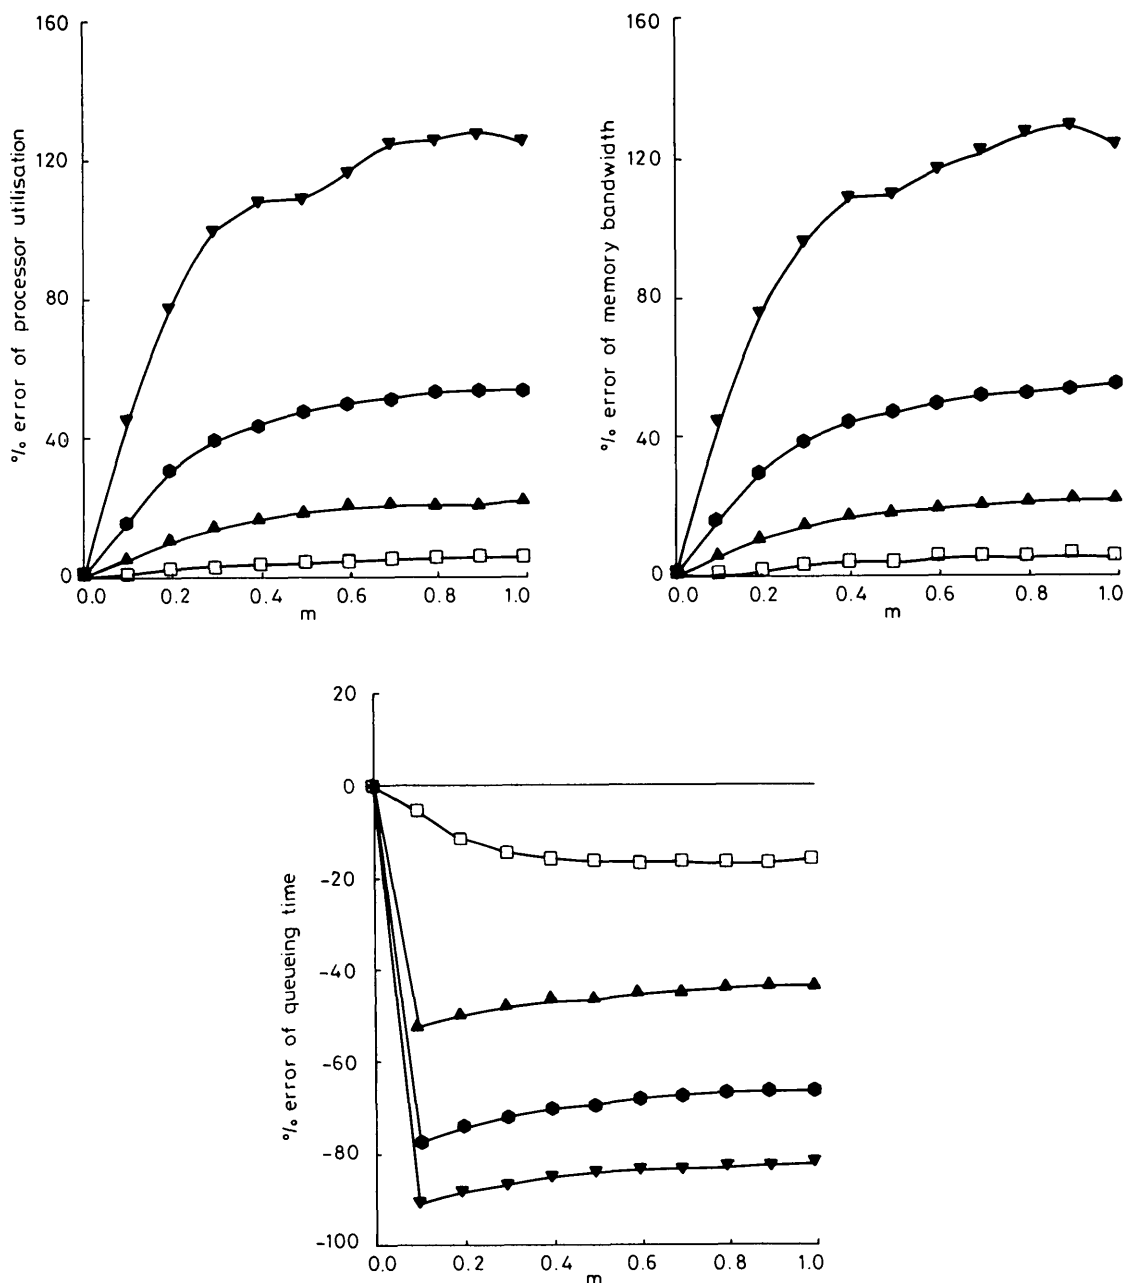 160
120
80
40
0
% error of processor utilisation
0.0 0.2 0.4 0.6 0.8 1.0
m
160
120
80
40
0
% error of memory bandwidth
0.0 0.2 0.4 0.6 0.8 1.0
m
20
0
-20
-40
-60
-80
-100
% error of queueing time
0.0 0.2 0.4 0.6 0.8 1.0
m